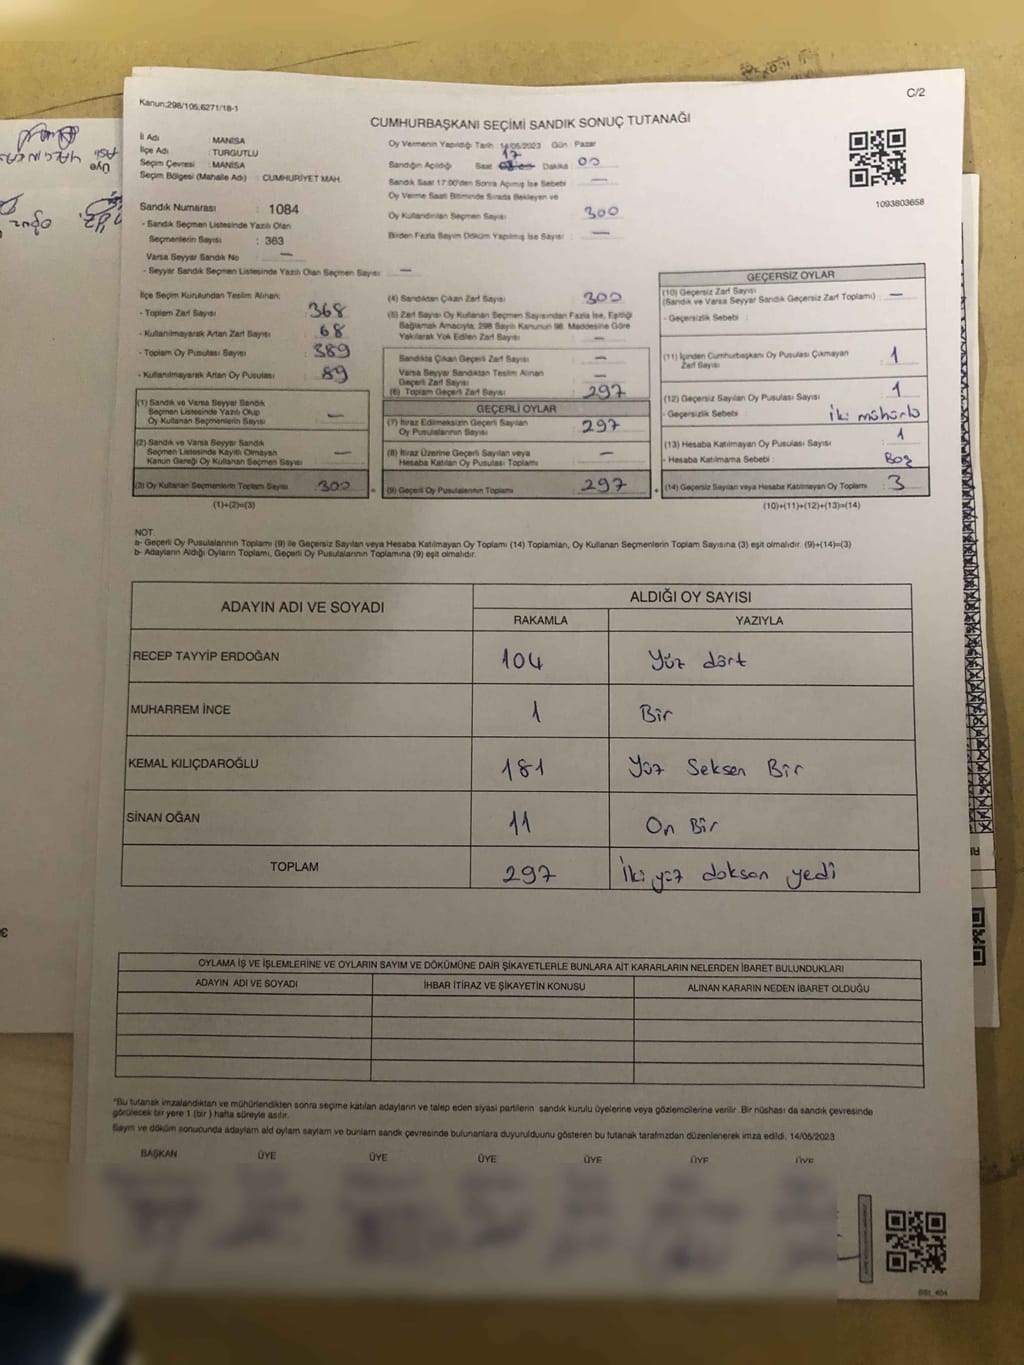 C/2
Kanun:298/105,6271/18-1
CUMHURBAŞKANI SEÇİMİ SANDIK SONUÇ TUTANAĞI
1093803658
İl Adı : MANİSA
İlçe Adı : TURGUTLU
Seçim Çevresi : MANİSA
Seçim Bölgesi (Mahalle Adı) : CUMHURİYET MAH.
Sandık Numarası : 1084
- Sandık Seçmen Listesinde Yazılı Olan
Seçmenlerin Sayısı : 363
Varsa Seyyar Sandık No —
- Seyyar Sandık Seçmen Listesinde Yazılı Olan Seçmen Sayısı : —
Oy Vermenin Yapıldığı Tarih : 14/05/2023 Gün : Pazar
Sandığın Açıldığı Saat 17 Dakika : 00
Sandık Saat 17:00'den Sonra Açılmış İse Sebebi —
Oy Verme Saati Bitiminde Sırada Bekleyen ve
Oy Kullandırılan Seçmen Sayısı 300
Birden Fazla Sayım Döküm Yapılmış İse Sayısı : —
İlçe Seçim Kurulundan Teslim Alınan:
- Toplam Zarf Sayısı : 368
- Kullanılmayarak Artan Zarf Sayısı : 68
- Toplam Oy Pusulası Sayısı : 389
- Kullanılmayarak Artan Oy Pusulası : 89
(1) Sandık ve Varsa Seyyar Sandık
Seçmen Listesinde Yazılı Olup
Oy Kullanan Seçmenlerin Sayısı : —
(2) Sandık ve Varsa Seyyar Sandık
Seçmen Listesinde Kayıtlı Olmayan
Kanun Gereği Oy Kullanan Seçmen Sayısı : —
(3) Oy Kullanan Seçmenlerin Toplam Sayısı : 300
(1)+(2)=(3)
(4) Sandıktan Çıkan Zarf Sayısı : 300
(5) Zarf Sayısı Oy Kullanan Seçmen Sayısından Fazla İse, Eşitliği
Sağlamak Amacıyla, 298 Sayılı Kanunun 98. Maddesine Göre
Yakılarak Yok Edilen Zarf Sayısı : —
Sandıkta Çıkan Geçerli Zarf Sayısı : —
Varsa Seyyar Sandıktan Teslim Alınan
Geçerli Zarf Sayısı : —
(6) Toplam Geçerli Zarf Sayısı : 297
GEÇERLİ OYLAR
(7) İtiraz Edilmeksizin Geçerli Sayılan
Oy Pusulalarının Sayısı : 297
(8) İtiraz Üzerine Geçerli Sayılan veya
Hesaba Katılan Oy Pusulası Toplamı : —
(9) Geçerli Oy Pusulalarının Toplamı : 297
GEÇERSİZ OYLAR
(10) Geçersiz Zarf Sayısı
(Sandık ve Varsa Seyyar Sandık Geçersiz Zarf Toplamı) : —
- Geçersizlik Sebebi :
(11) İçinden Cumhurbaşkanı Oy Pusulası Çıkmayan
Zarf Sayısı : 1
(12) Geçersiz Sayılan Oy Pusulası Sayısı : 1
- Geçersizlik Sebebi : İki mühürlü
(13) Hesaba Katılmayan Oy Pusulası Sayısı : 1
- Hesaba Katılmama Sebebi : Boş
(14) Geçersiz Sayılan veya Hesaba Katılmayan Oy Toplamı : 3
(10)+(11)+(12)+(13)=(14)
NOT.
a- Geçerli Oy Pusulalarının Toplamı (9) ile Geçersiz Sayılan veya Hesaba Katılmayan Oy Toplamı (14) Toplamları, Oy Kullanan Seçmenlerin Toplam Sayısına (3) eşit olmalıdır. (9)+(14)=(3)
b- Adayların Aldığı Oyların Toplamı, Geçerli Oy Pusulalarının Toplamına (9) eşit olmalıdır.
ADAYIN ADI VE SOYADI ALDIĞI OY SAYISI
RAKAMLA YAZIYLA
RECEP TAYYİP ERDOĞAN 104 Yüz dört
MUHARREM İNCE 1 Bir
KEMAL KILIÇDAROĞLU 181 Yüz Seksen Bir
SİNAN OĞAN 11 On Bir
TOPLAM 297 İki yüz doksan yedi
OYLAMA İŞ VE İŞLEMLERİNE VE OYLARIN SAYIM VE DÖKÜMÜNE DAİR ŞİKAYETLERLE BUNLARA AİT KARARLARIN NELERDEN İBARET BULUNDUKLARI
ADAYIN ADI VE SOYADI İHBAR İTİRAZ VE ŞİKAYETİN KONUSU ALINAN KARARIN NEDEN İBARET OLDUĞU
*Bu tutanak imzalandıktan ve mühürlendikten sonra seçime katılan adayların ve talep eden siyasi partilerin sandık kurulu üyelerine veya gözlemcilerine verilir .Bir nüshası da sandık çevresinde
görülecek bir yere 1 (bir ) hafta süreyle asılır.
Sayım ve döküm sonucunda adayların ald oyların sayların ve bunların sandk çevresinde bulunanlara duyurulduunu gösteren bu tutanak tarafmzdan düzenlenerek imza edildi. 14/05/2023
BAŞKAN ÜYE ÜYE ÜYE ÜYE ÜYE ÜYE